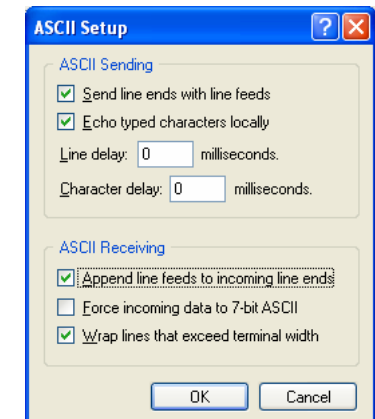 ASCII Setup
ASCII Sending
Send line ends with line feeds
Echo typed characters locally
Line delay: 0 milliseconds.
Character delay: 0 milliseconds.
ASCII Receiving
Append line feeds to incoming line ends
Force incoming data to 7-bit ASCII
Wrap lines that exceed terminal width
OK Cancel